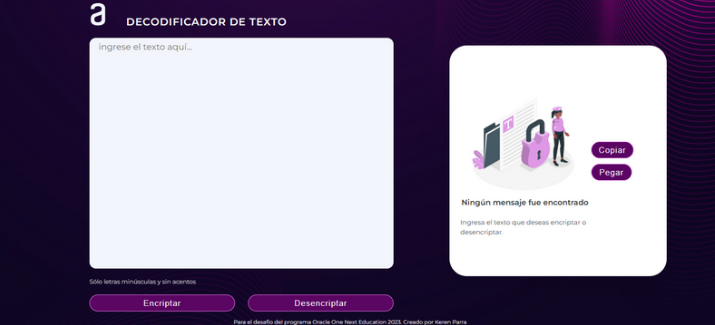 a
DECODIFICADOR DE TEXTO
ingrese el texto aquí...
Sólo letras minúsculas y sin acentos
Encriptar
Desencriptar
T
Copiar
Pegar
Ningún mensaje fue encontrado
Ingresa el texto que deseas encriptar o
desencriptar.
Para el desafío del programa Oracle One Next Education 2023. Creado por Keren Parra